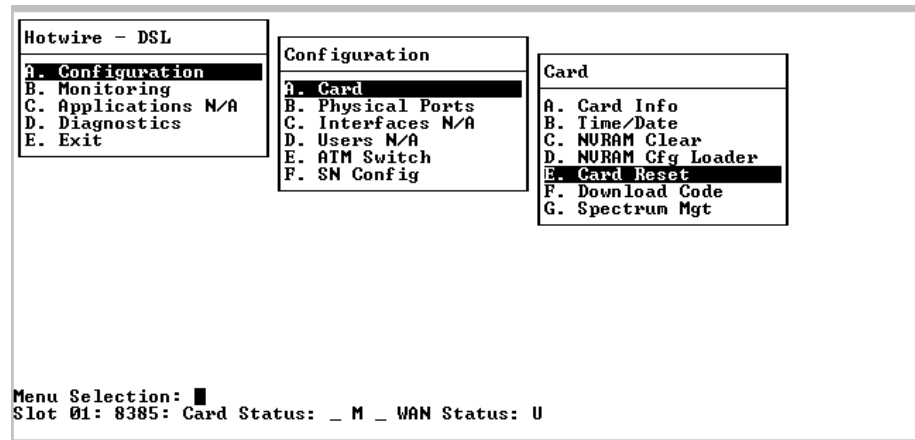 Hotwire - DSL
A. Configuration
B. Monitoring
C. Applications N/A
D. Diagnostics
E. Exit
Configuration
A. Card
B. Physical Ports
C. Interfaces N/A
D. Users N/A
E. ATM Switch
F. SN Config
Card
A. Card Info
B. Time/Date
C. NVRAM Clear
D. NVRAM Cfg Loader
E. Card Reset
F. Download Code
G. Spectrum Mgt
Menu Selection:
Slot 01: 8385: Card Status: _ M _ WAN Status: U